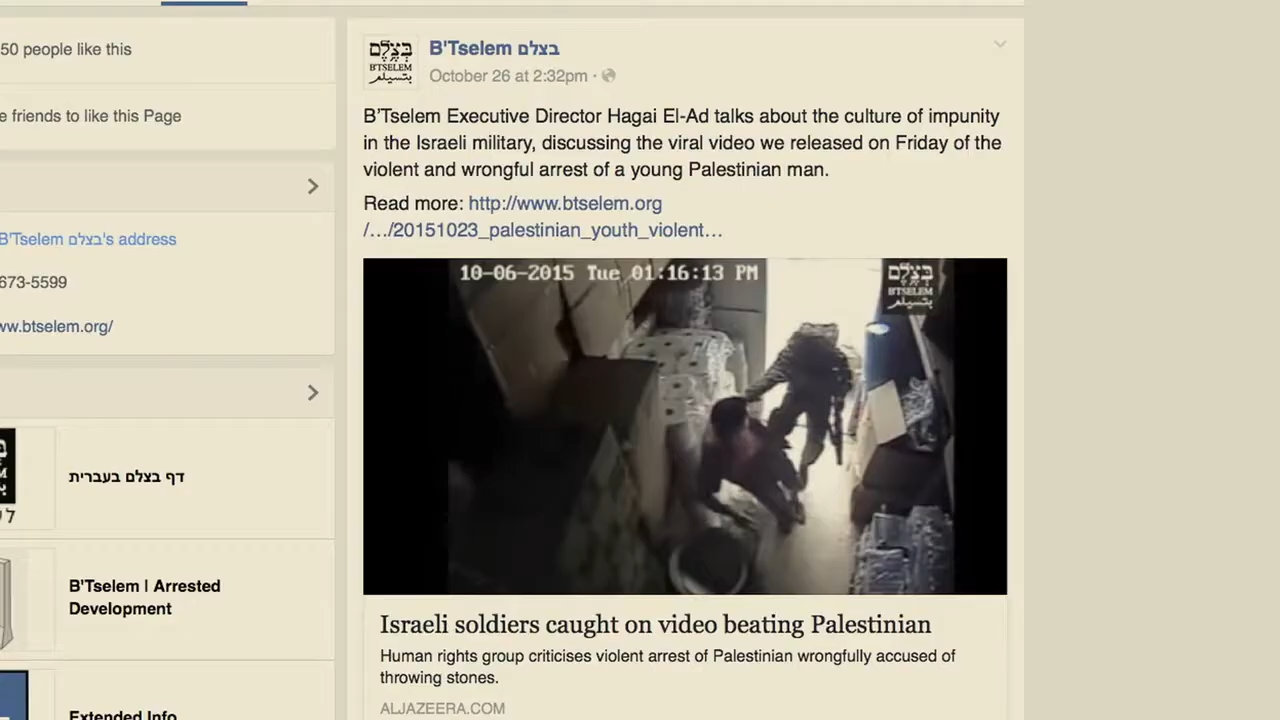 50 people like this
e friends to like this Page
B'Tselem בצלם's address
673-5599
ww.btselem.org/
דף בצלם בעברית
B'Tselem | Arrested
Development
Extended Info
בצלם
B'TSELEM
بتسيلم
B'Tselem בצלם
October 26 at 2:32pm ·
B'Tselem Executive Director Hagai El-Ad talks about the culture of impunity
in the Israeli military, discussing the viral video we released on Friday of the
violent and wrongful arrest of a young Palestinian man.
Read more: http://www.btselem.org
/…/20151023_palestinian_youth_violent…
10-06-2015 Tue 01:16:13 PM
בצלם
B'TSELEM
بتسيلم
Israeli soldiers caught on video beating Palestinian
Human rights group criticises violent arrest of Palestinian wrongfully accused of
throwing stones.
ALJAZEERA.COM